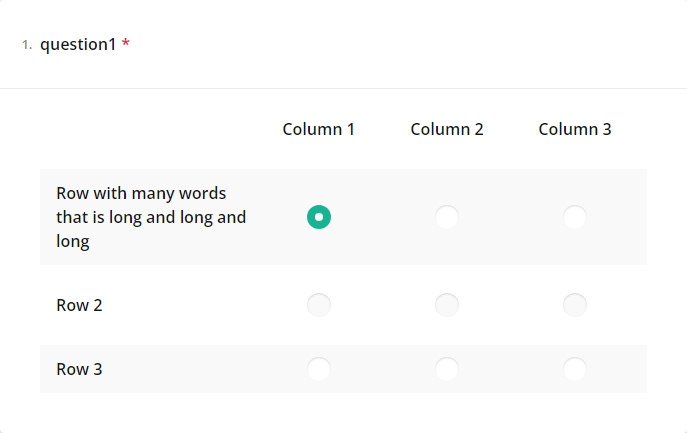 1. question1 *
Column 1 Column 2 Column 3
Row with many words
that is long and long and
long
Row 2
Row 3